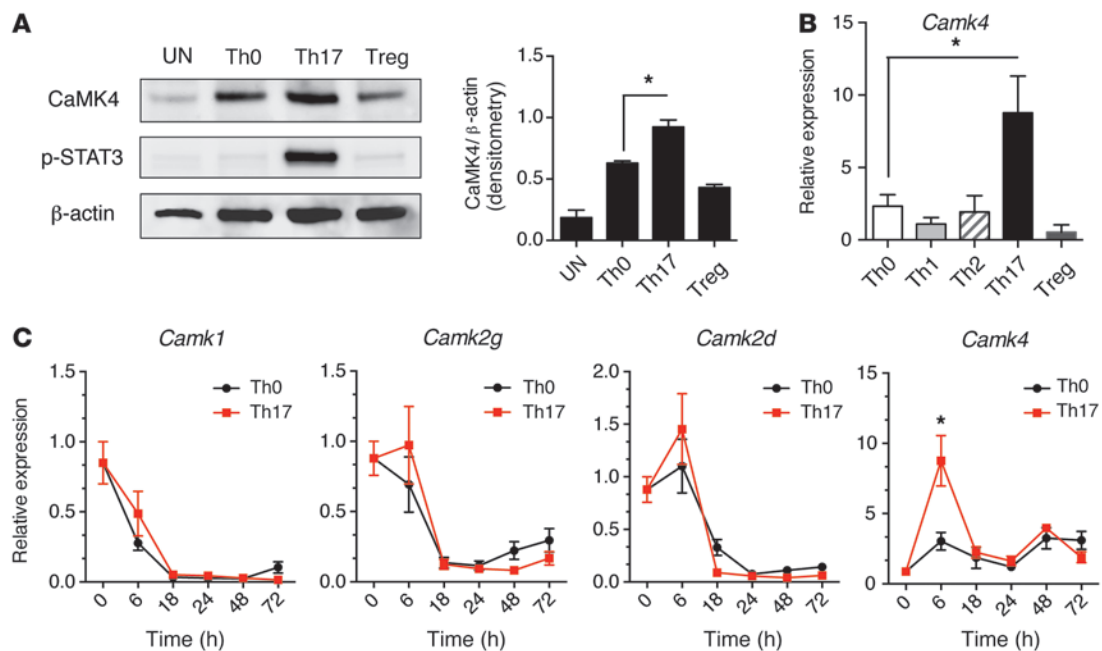 A
UN Th0 Th17 Treg
CaMK4
p-STAT3
β-actin
CaMK4/β-actin
(densitometry)
1.5
1.0
0.5
0.0
*
UN Th0 Th17 Treg
B
Camk4
Relative expression
15
10
5
0
*
Th0 Th1 Th2 Th17 Treg
C
Camk1
Relative expression
1.5
1.0
0.5
0.0
Th0
Th17
0 6 18 24 48 72
Time (h)
Camk2g
1.5
1.0
0.5
0.0
Th0
Th17
0 6 18 24 48 72
Time (h)
Camk2d
2.0
1.5
1.0
0.5
0.0
Th0
Th17
0 6 18 24 48 72
Time (h)
Camk4
15
10
5
0
Th0
Th17
*
0 6 18 24 48 72
Time (h)